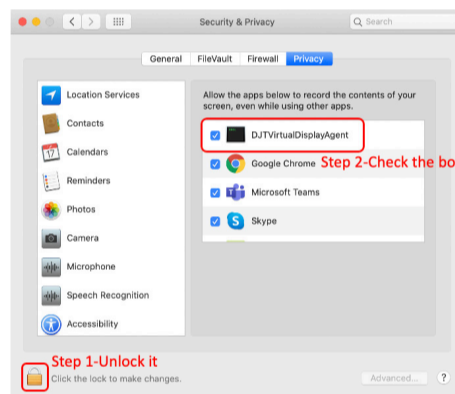 Security & Privacy
Search
General
FileVault
Firewall
Privacy
Location Services
Contacts
Calendars
Reminders
Photos
Camera
Microphone
Speech Recognition
Accessibility
Allow the apps below to record the contents of your
screen, even while using other apps.
DJTVirtualDisplayAgent
Google Chrome
Step 2-Check the bo
Microsoft Teams
Skype
Step 1-Unlock it
Click the lock to make changes.
Advanced...
?